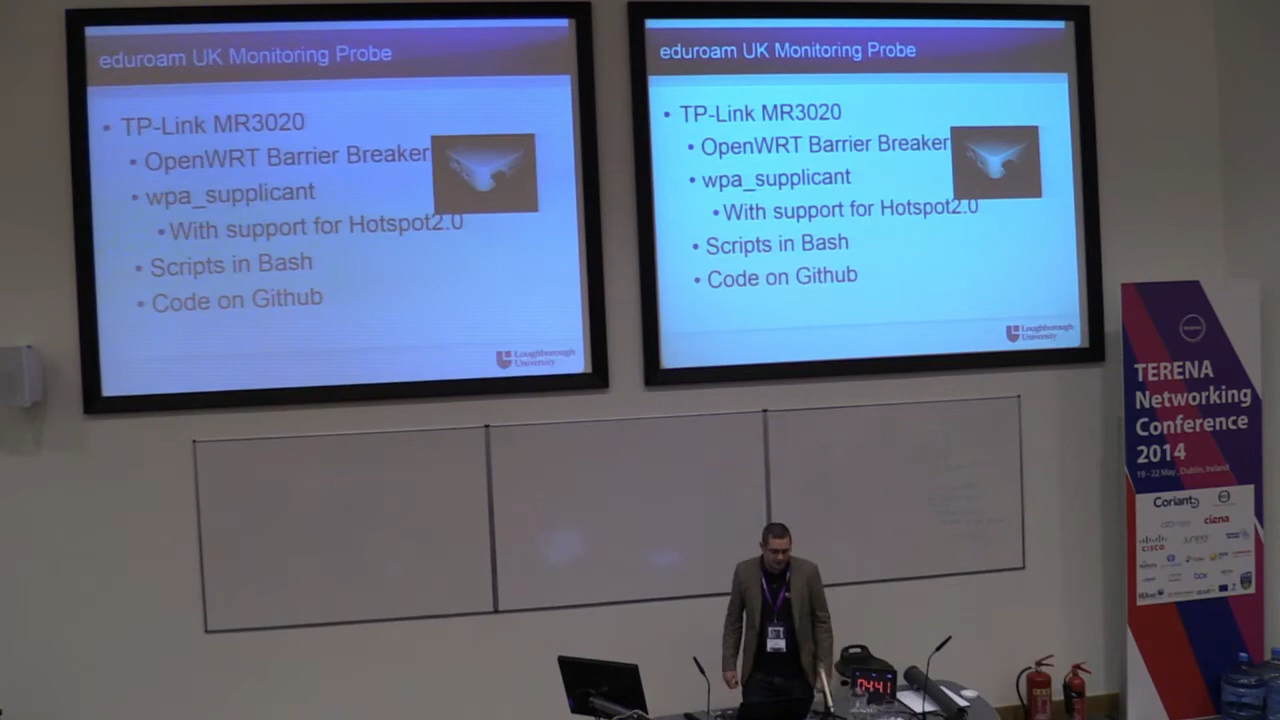 eduroam UK Monitoring Probe
• TP-Link MR3020
• OpenWRT Barrier Breaker
• wpa_supplicant
• With support for Hotspot2.0
• Scripts in Bash
• Code on Github
Loughborough
University
eduroam UK Monitoring Probe
• TP-Link MR3020
• OpenWRT Barrier Breaker
• wpa_supplicant
• With support for Hotspot2.0
• Scripts in Bash
• Code on Github
Loughborough
University
TERENA
Networking
Conference
2014
19 - 22 May, Dublin, Ireland
Coriant
ciena
CISCO
juniper
box
04:41